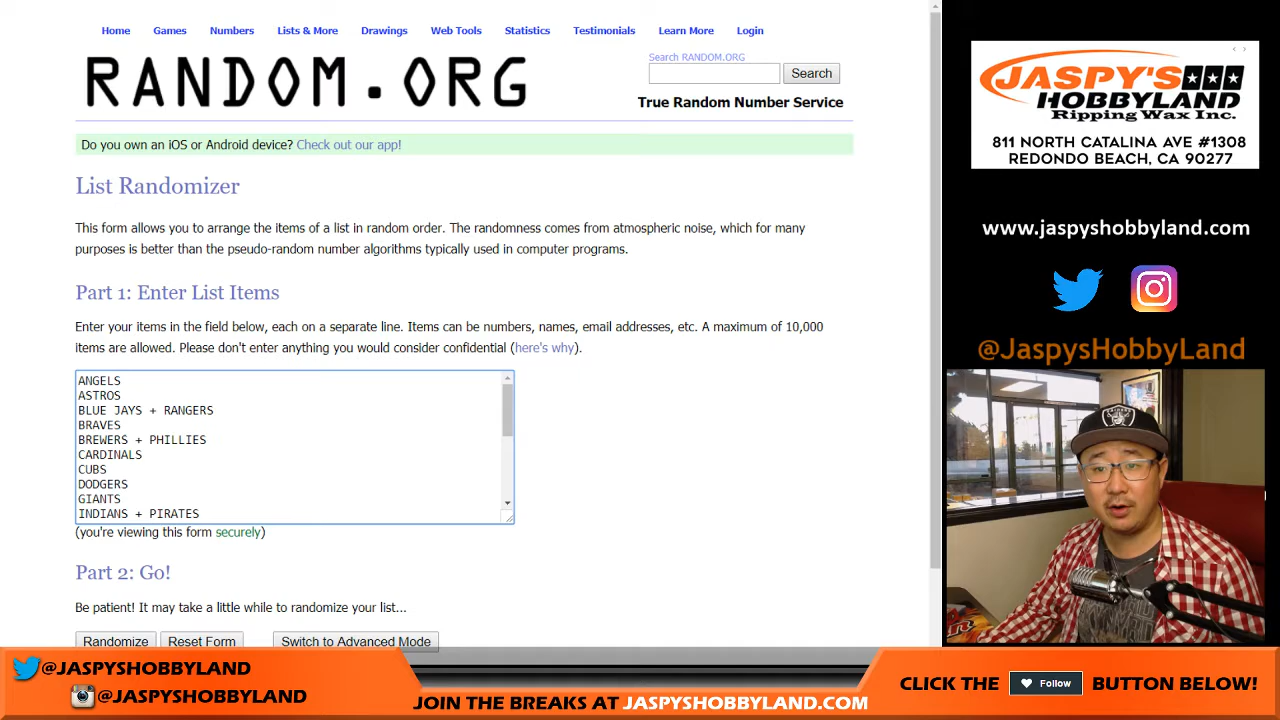 Home Games Numbers Lists & More Drawings Web Tools Statistics Testimonials Learn More Login
RANDOM.ORG
Search RANDOM.ORG
Search
True Random Number Service
Do you own an iOS or Android device? Check out our app!
List Randomizer
This form allows you to arrange the items of a list in random order. The randomness comes from atmospheric noise, which for many
purposes is better than the pseudo-random number algorithms typically used in computer programs.
Part 1: Enter List Items
Enter your items in the field below, each on a separate line. Items can be numbers, names, email addresses, etc. A maximum of 10,000
items are allowed. Please don't enter anything you would consider confidential (here's why).
ANGELS
ASTROS
BLUE JAYS + RANGERS
BRAVES
BREWERS + PHILLIES
CARDINALS
CUBS
DODGERS
GIANTS
INDIANS + PIRATES
(you're viewing this form securely)
Part 2: Go!
Be patient! It may take a little while to randomize your list...
Randomize Reset Form Switch to Advanced Mode
JASPY'S
HOBBYLAND
Ripping Wax Inc.
811 NORTH CATALINA AVE #1308
REDONDO BEACH, CA 90277
www.jaspyshobbyland.com
@JaspysHobbyLand
RAIDERS
@JASPYSHOBBYLAND
@JASPYSHOBBYLAND
JOIN THE BREAKS AT JASPYSHOBBYLAND.COM
CLICK THE Follow BUTTON BELOW!